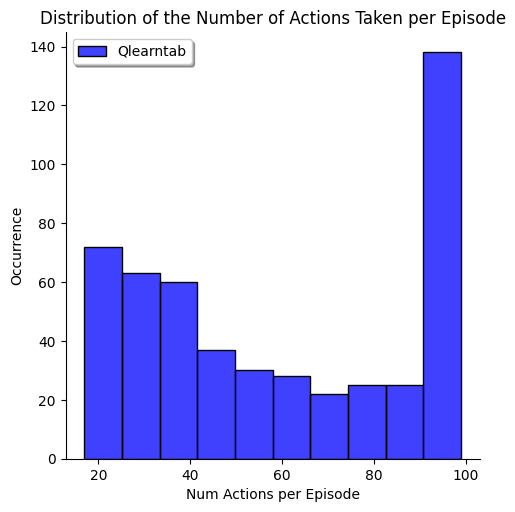 Distribution of the Number of Actions Taken per Episode
Qlearntab
140
120
100
80
60
40
20
0
Occurrence
20 40 60 80 100
Num Actions per Episode